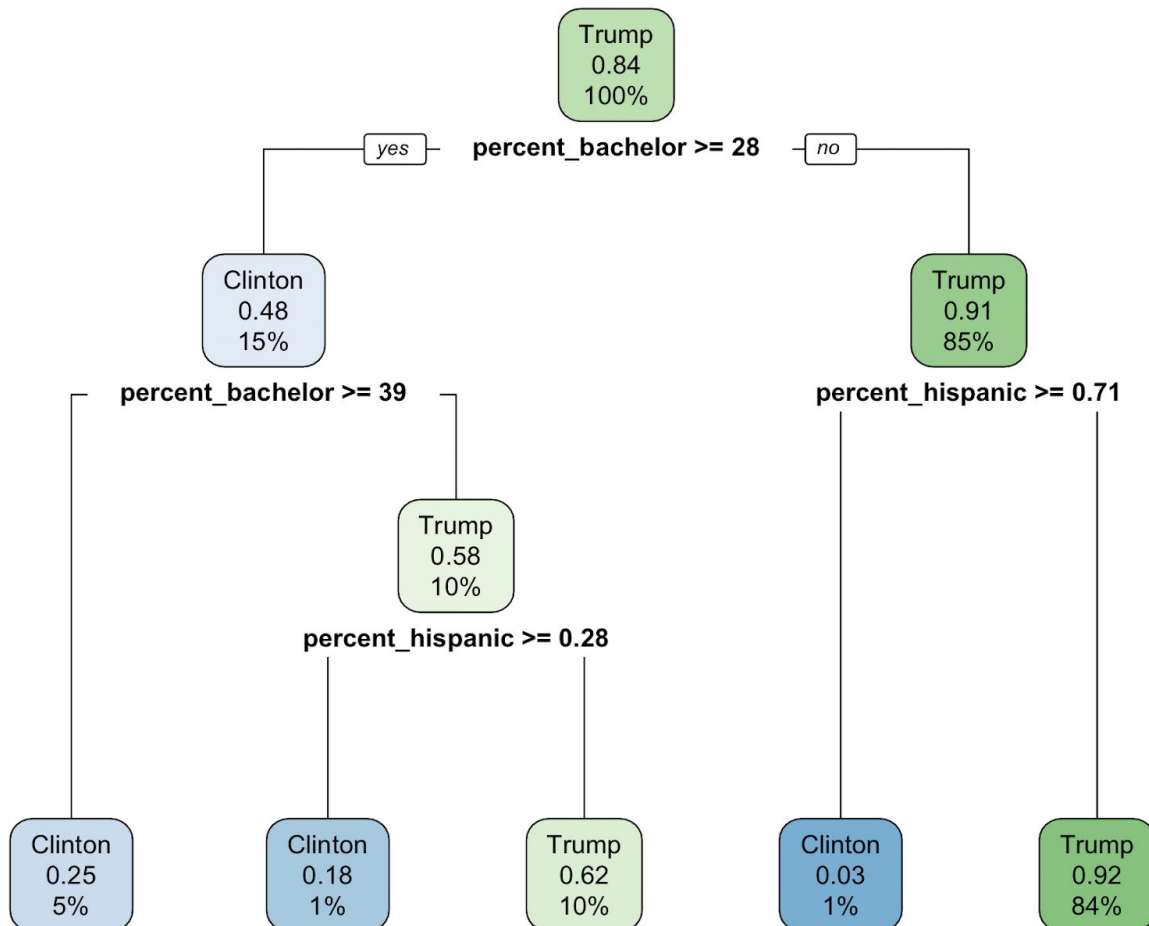 Trump
0.84
100%
yes
percent_bachelor >= 28
no
Clinton
0.48
15%
Trump
0.91
85%
percent_bachelor >= 39
percent_hispanic >= 0.71
Trump
0.58
10%
percent_hispanic >= 0.28
Clinton
0.25
5%
Clinton
0.18
1%
Trump
0.62
10%
Clinton
0.03
1%
Trump
0.92
84%